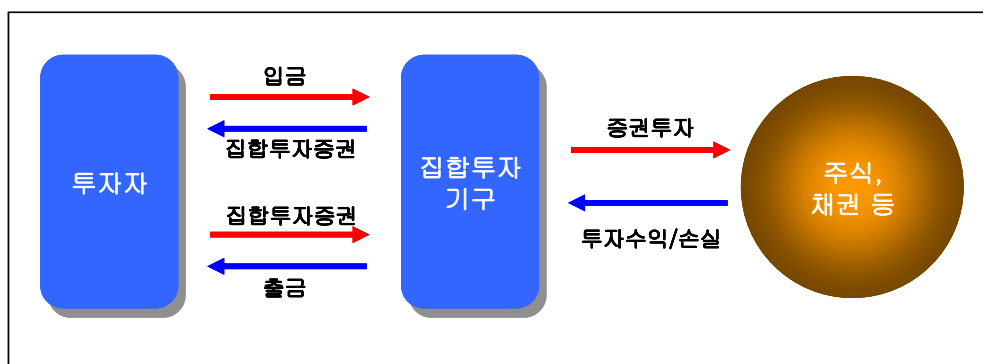 투자자
입금
집합투자증권
집합투자증권
출금
집합투자
기구
증권투자
투자수익/손실
주식,
채권 등